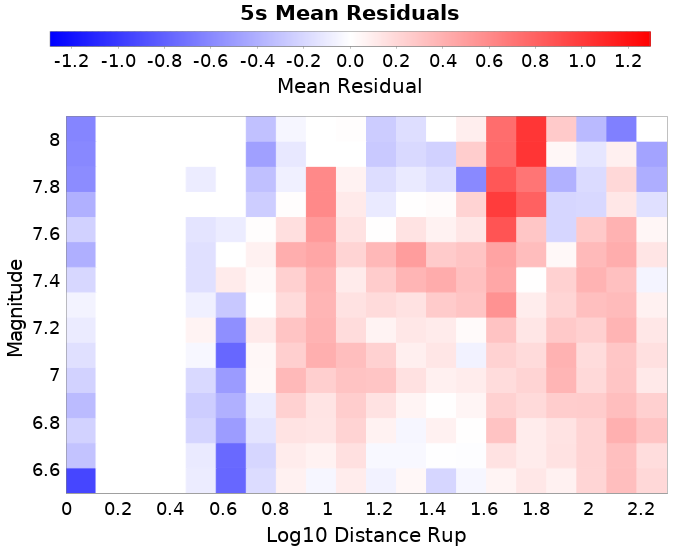 5s Mean Residuals
-1.2 -1.0 -0.8 -0.6 -0.4 -0.2 0.0 0.2 0.4 0.6 0.8 1.0 1.2
Mean Residual
8
7.8
7.6
7.4
7.2
7
6.8
6.6
Magnitude
0 0.2 0.4 0.6 0.8 1 1.2 1.4 1.6 1.8 2 2.2
Log10 Distance Rup